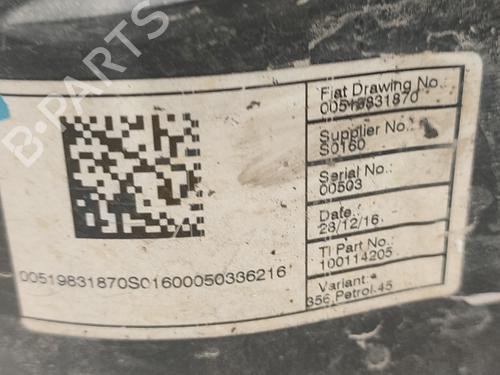 B-PARTS
Fiat Drawing No.
00519831870
Supplier No.
S0160
Serial No.:
00503
Date.
28/12/16
TI Part No.:
100114205
Variant:
356 Petrol 45
00519831870S01600050336216